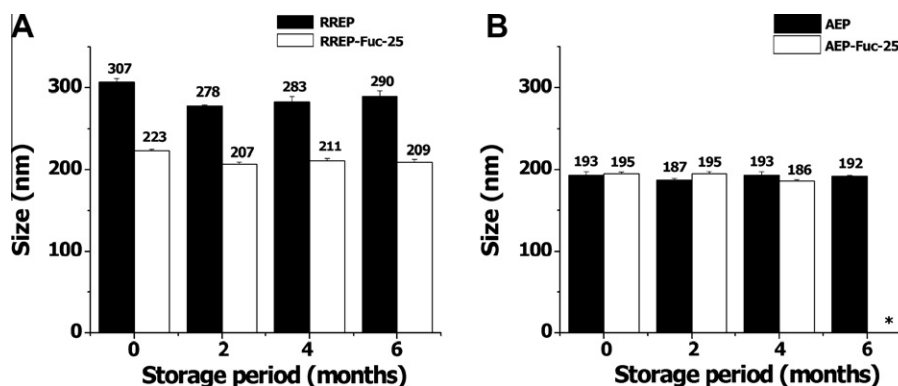 A
RREP
RREP-Fuc-25
307
223
278
207
283
211
290
209
300
200
100
0
Size (nm)
0 2 4 6
Storage period (months)
B
AEP
AEP-Fuc-25
193
195
187
195
193
186
192
*
300
200
100
0
Size (nm)
0 2 4 6
Storage period (months)